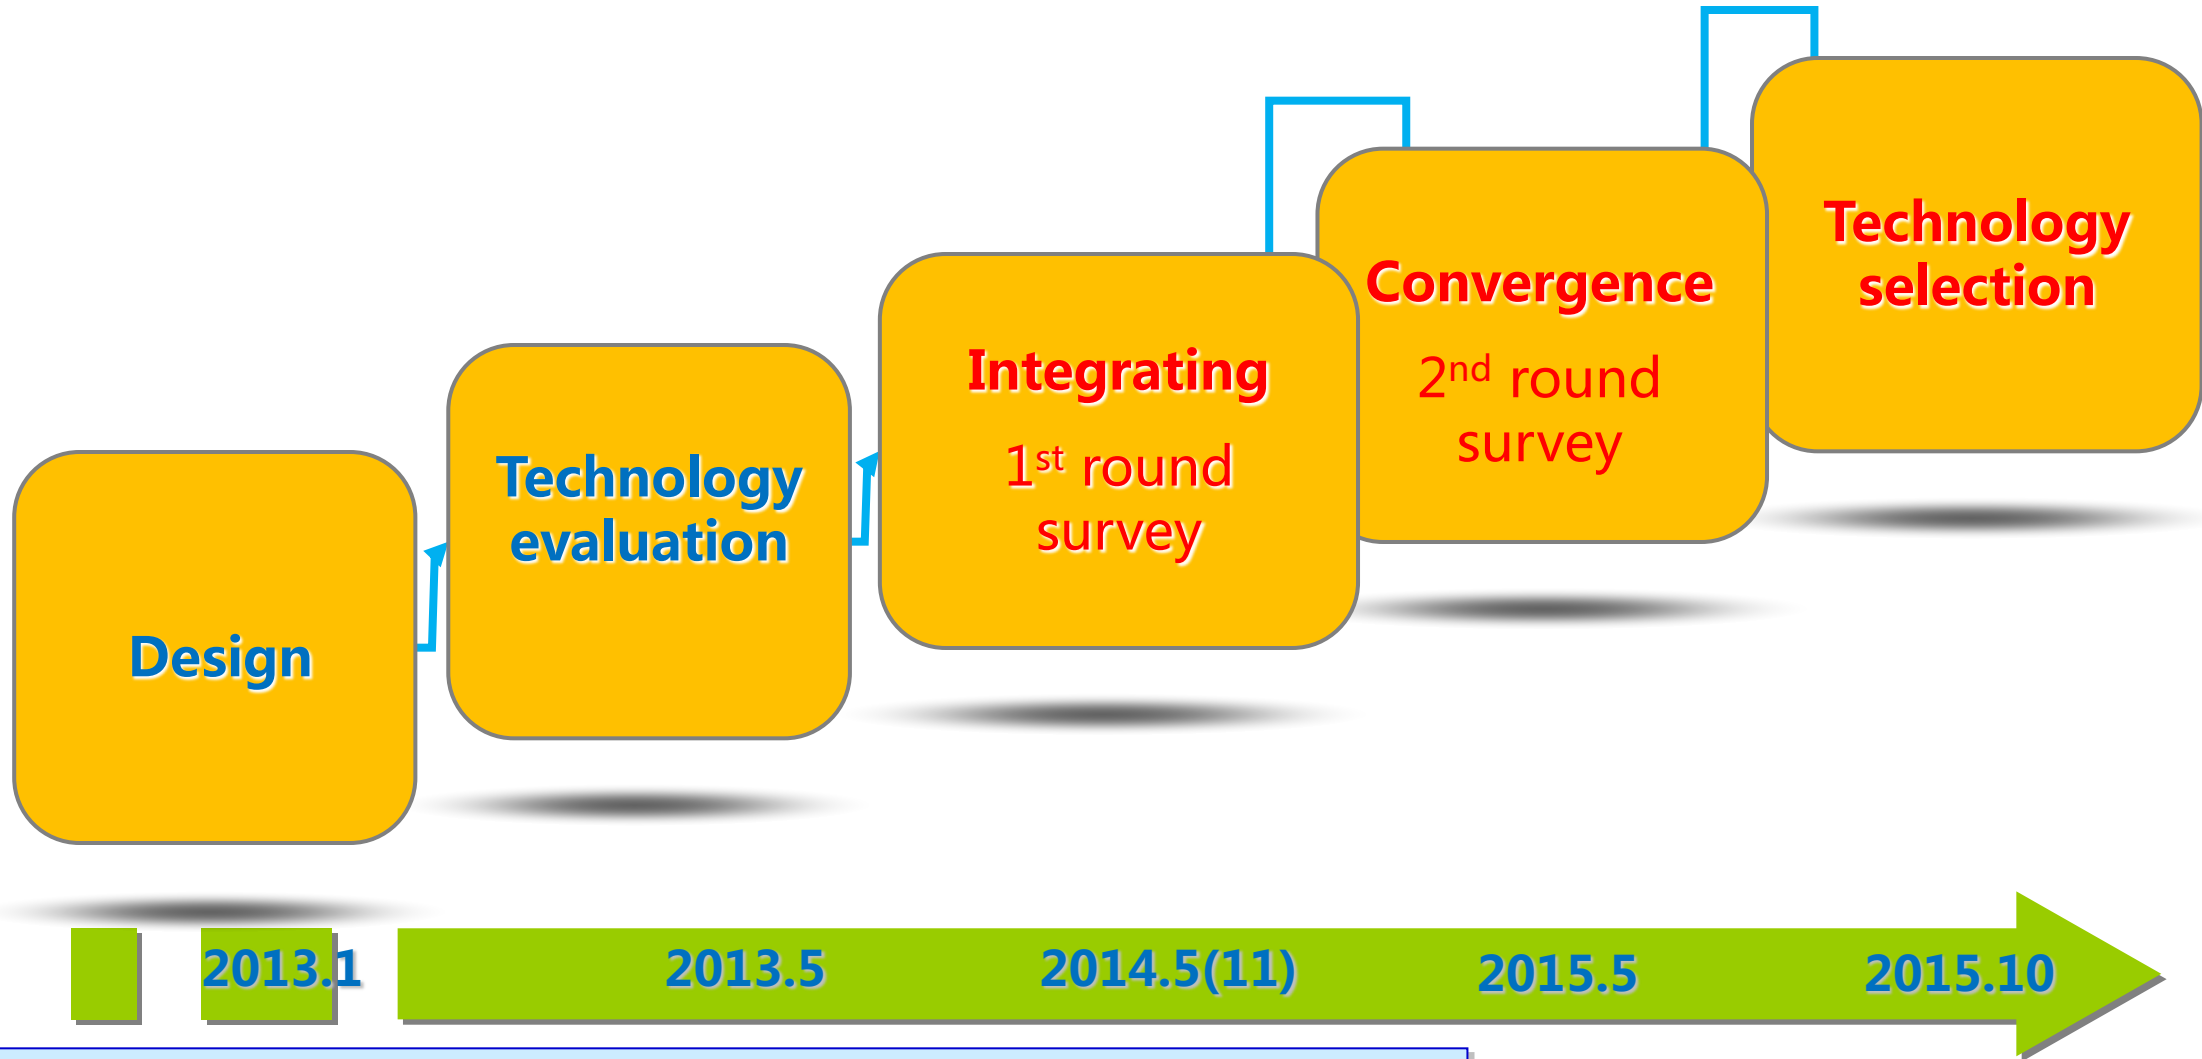 Design
Technology
evaluation
Integrating
1st round
survey
Convergence
2nd round
survey
Technology
selection
2013.1
2013.5
2014.5(11)
2015.5
2015.10